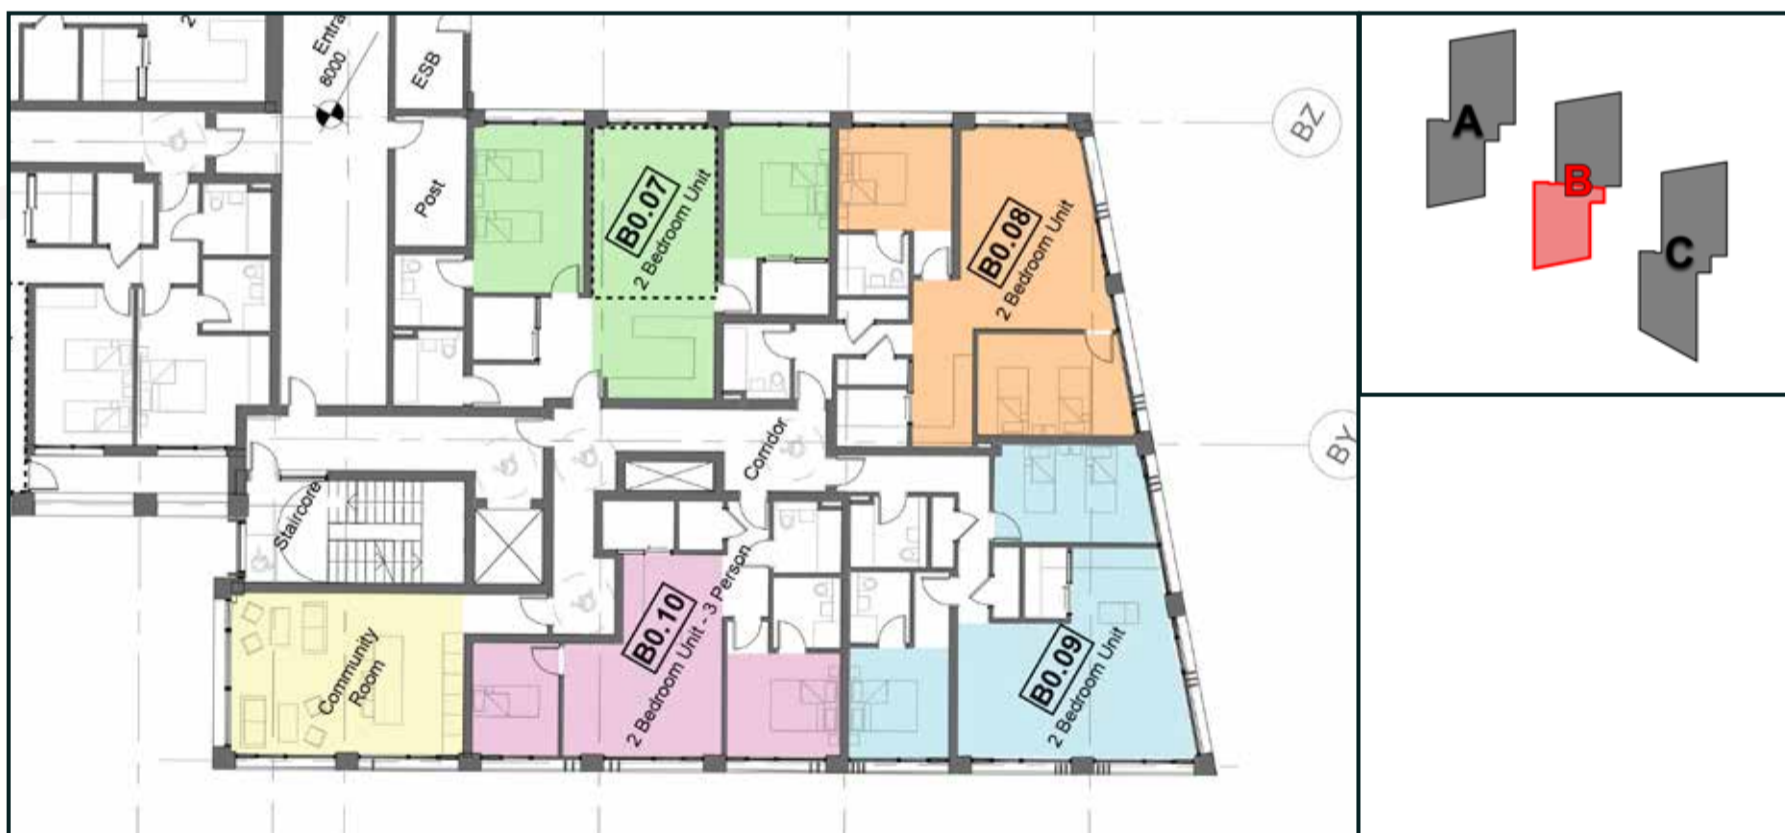 2
Entra
6000
ESB
Post
B0.07
2 Bedroom Unit
B0.08
2 Bedroom Unit
BZ
BY
Corridor
Staircore
Community
Room
B0.10
2 Bedroom Unit - 3 Person
B0.09
2 Bedroom Unit
A
B
C